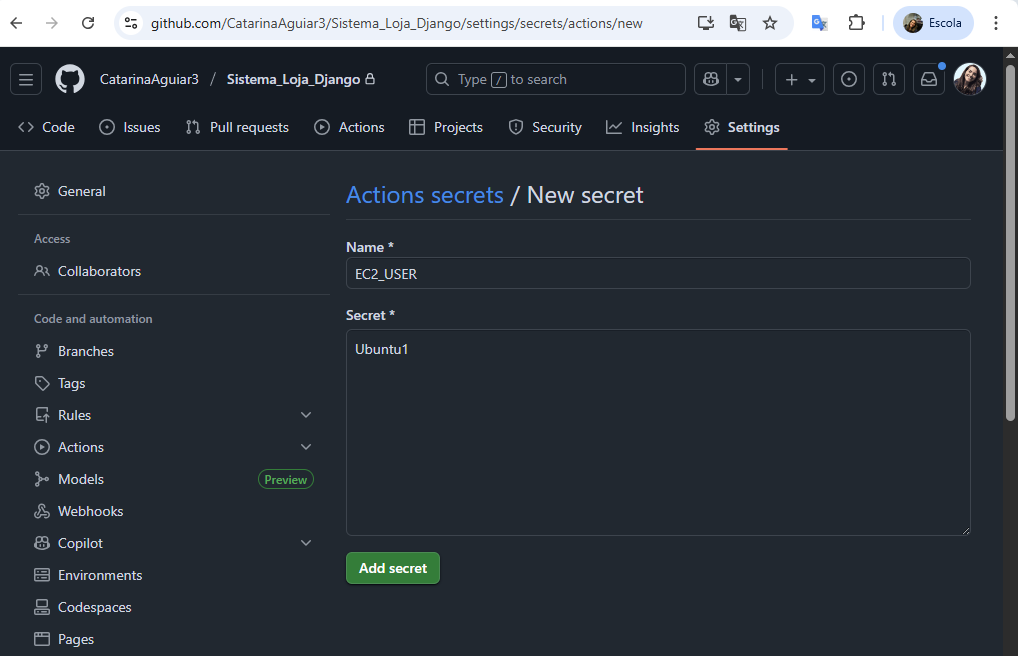 github.com/CatarinaAguiar3/Sistema_Loja_Django/settings/secrets/actions/new
Escola
CatarinaAguiar3 / Sistema_Loja_Django
Type / to search
Code
Issues
Pull requests
Actions
Projects
Security
Insights
Settings
General
Access
Collaborators
Code and automation
Branches
Tags
Rules
Actions
Models
Preview
Webhooks
Copilot
Environments
Codespaces
Pages
Actions secrets / New secret
Name *
EC2_USER
Secret *
Ubuntu1
Add secret